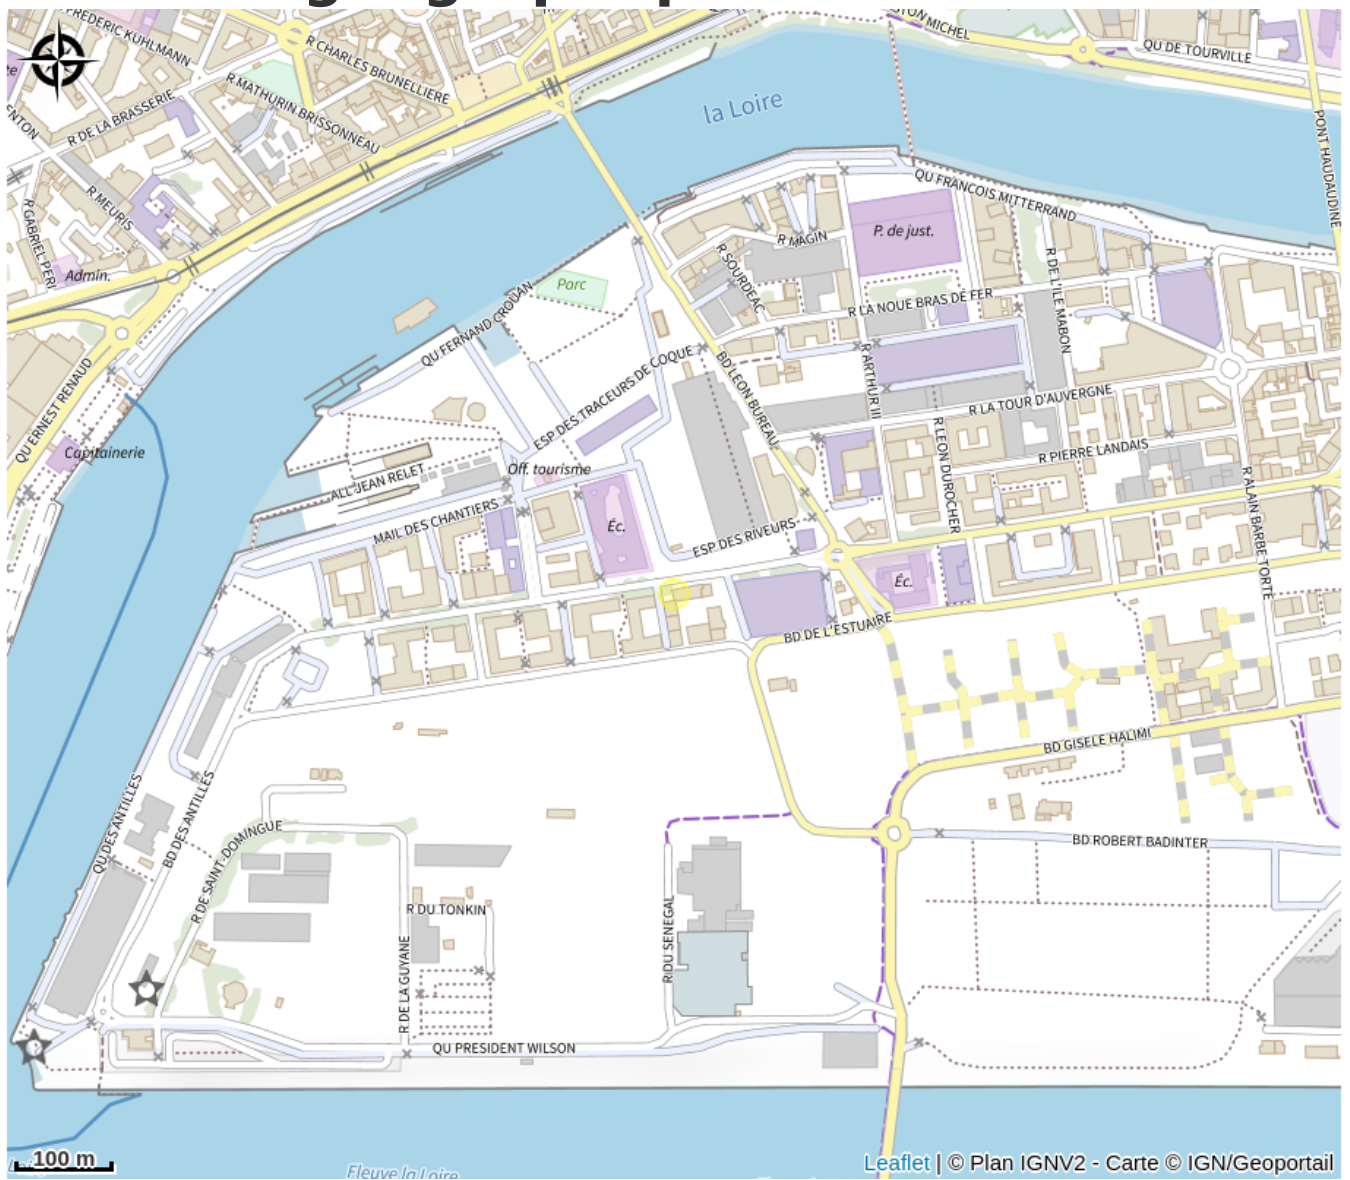 FREDERIC KUHLMANN
R CHARLES BRUNELLIERE
TON MICHEL
QU DE TOURVILLE
R MATHURIN BRISSONNEAU
R DE LA BRASSERIE
la Loire
PONT HAUDAUDINE
ENTON
R MEURIS
R GABRIEL PERI
QU FRANCOIS MITTERRAND
P. de just.
R MAGIN
R SOURDEAC
R DE L'ILE MABON
Admin.
Parc
R LA NOUE BRAS DE FER
QU FERNAND CROUAN
ESP DES TRACEURS DE COQUE
BD LEON BUREAU
R ARTHUR III
R LA TOUR D'AUVERGNE
QU ERNEST RENAUD
Capitainerie
R LEON DUROCHER
R PIERRE LANDAIS
Off. tourisme
ALL JEAN RELET
R ALAIN BARBE TORTE
MAIL DES CHANTIERS
Éc.
ESP DES RIVEURS
Éc.
BD DE L'ESTUAIRE
BD GISELE HALIMI
QU DES ANTILLES
BD DES ANTILLES
R DE SAINT-DOMINGUE
BD ROBERT BADINTER
R DU TONKIN
R DU SENEGAL
R DE LA GUYANE
QU PRESIDENT WILSON
100 m
Fleuve la Loire
Leaflet | © Plan IGNV2 - Carte © IGN/Geoportail